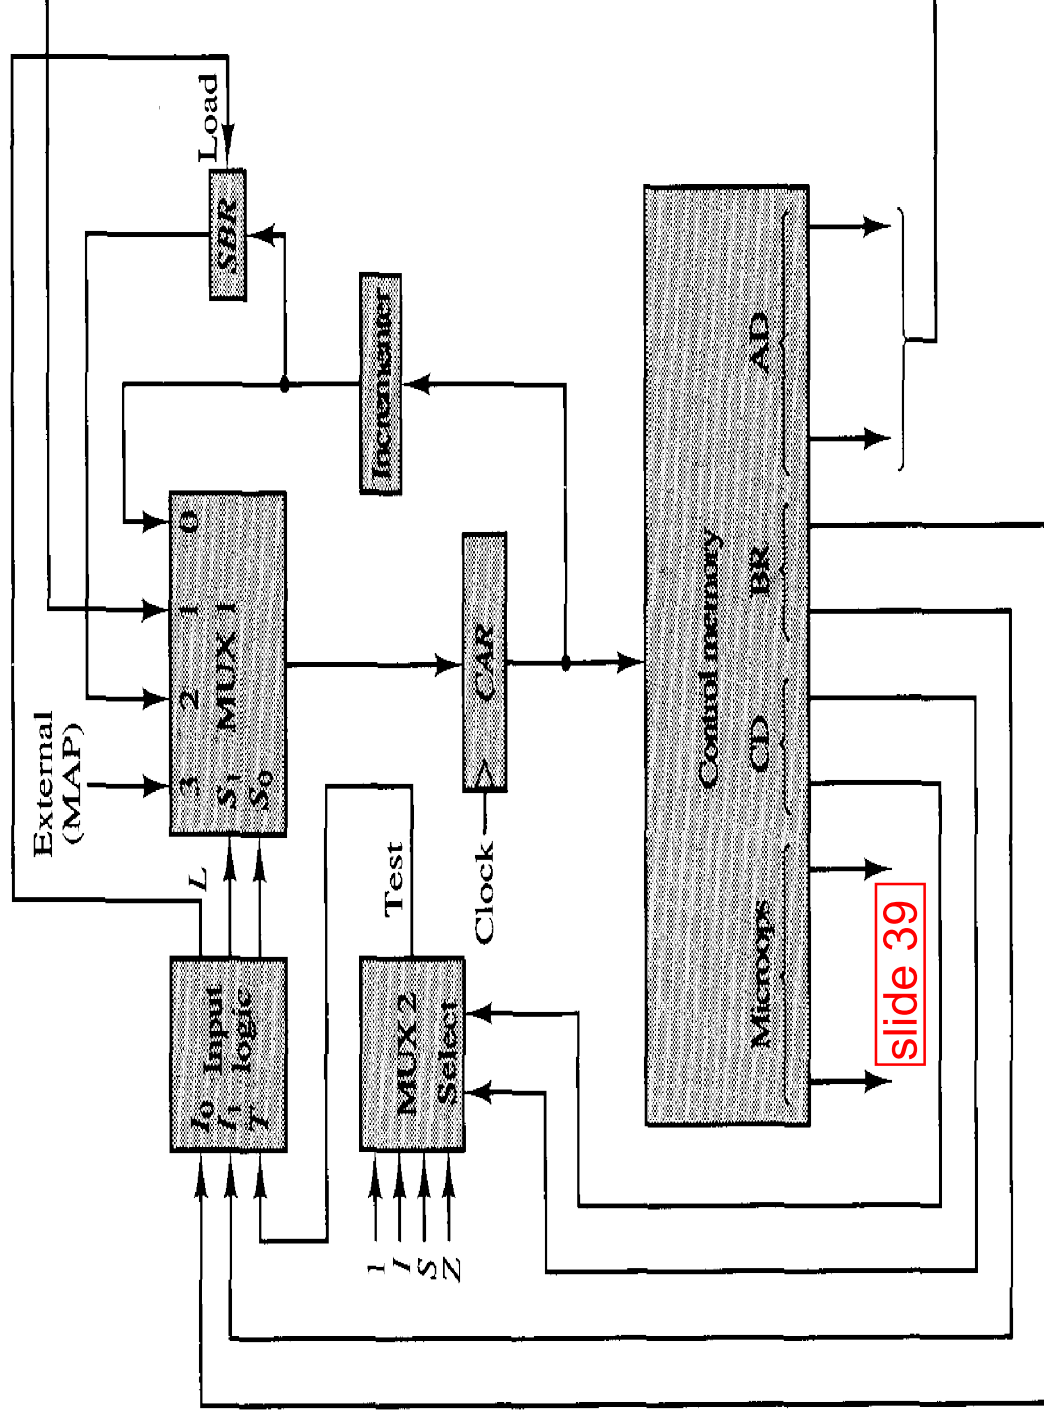 External
(MAP)
L
I0
Input
I1
logic
T
3 2 1 0
S1 MUX 1
S0
SBR
Load
1
I
S
Z
MUX 2
Select
Test
Clock
CAR
Incrementer
Control memory
Microops CD BR AD
slide 39